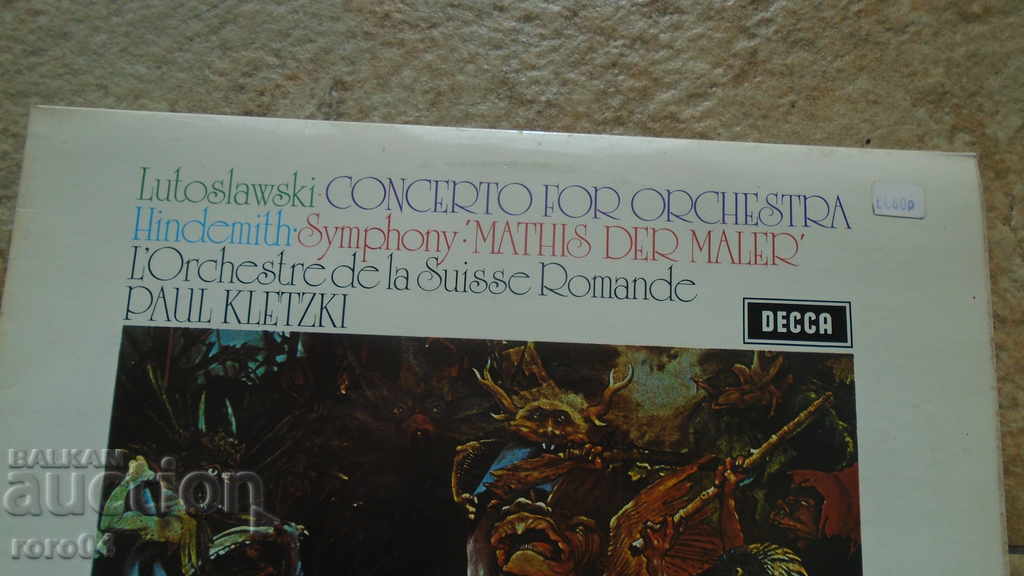 Lutoslawski · CONCERTO FOR ORCHESTRA
Hindemith · Symphony · 'MATHIS DER MALER'
L'Orchestre de la Suisse Romande
PAUL KLETZKI
DECCA
BALKAN
auction